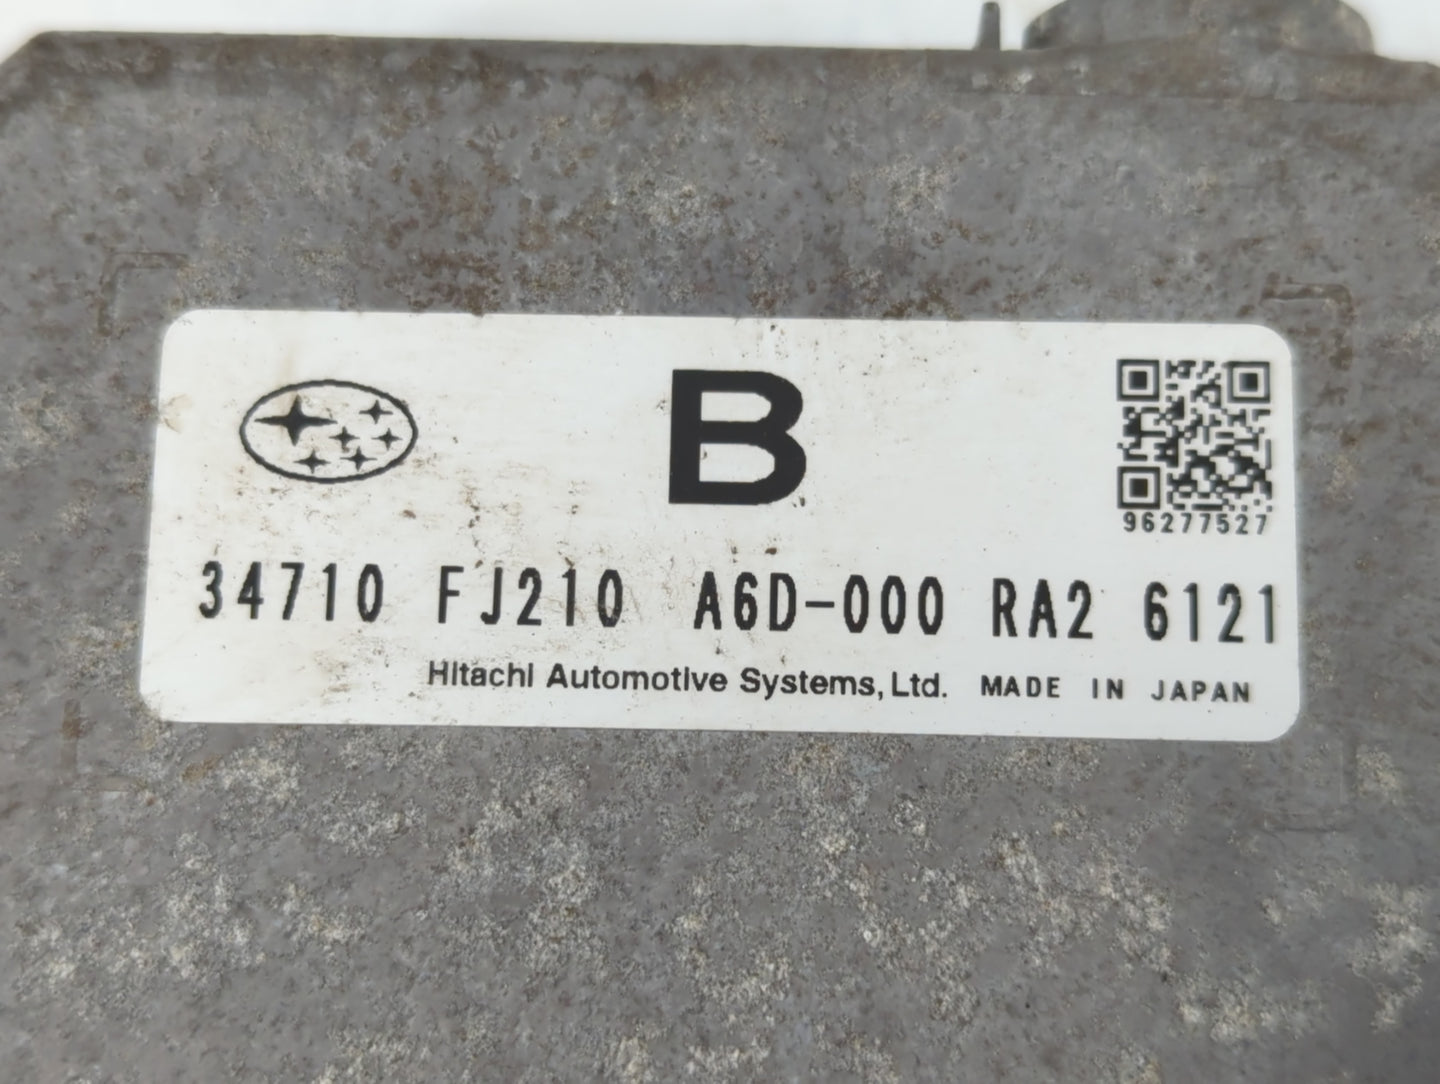 B
96277527
34710 FJ210 A6D-000 RA2 6121
Hitachi Automotive Systems, Ltd. MADE IN JAPAN